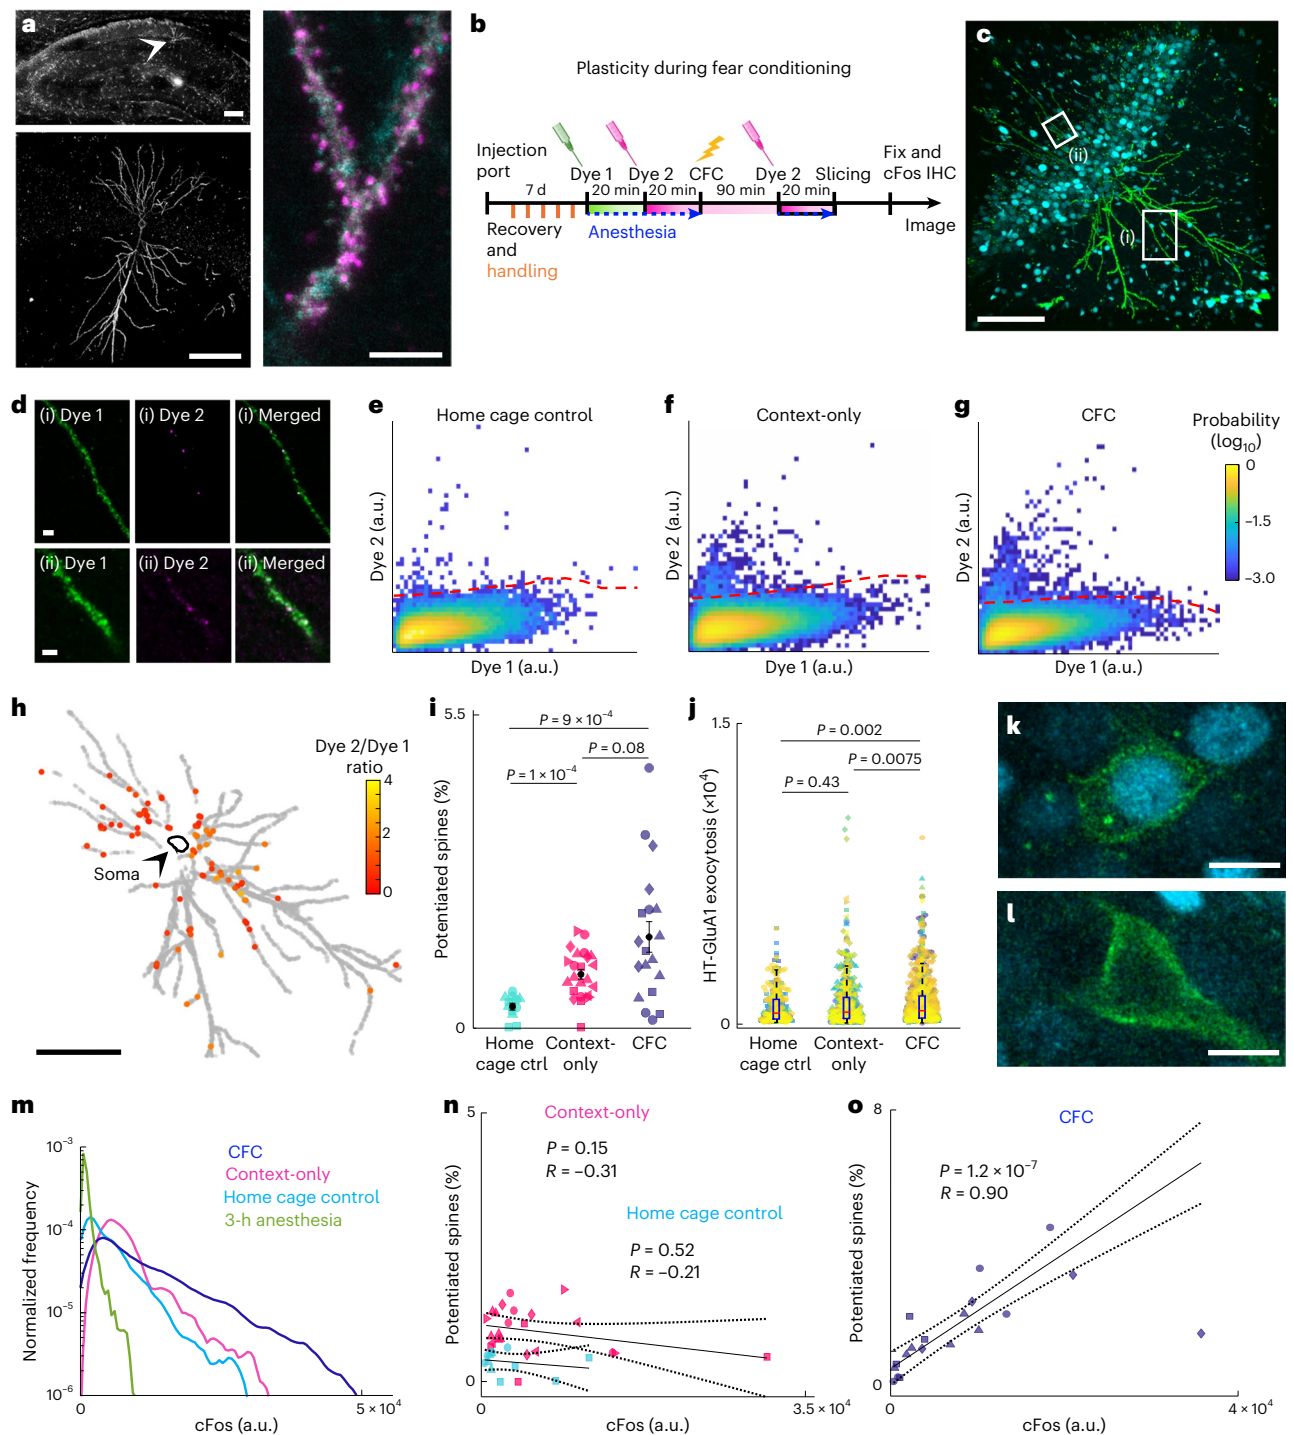 a
b
Plasticity during fear conditioning
Injection
port
Dye 1
Dye 2
CFC
Dye 2
Slicing
Fix and
cFos IHC
7 d
20 min
20 min
90 min
20 min
Recovery
and
handling
Anesthesia
Image
c
(ii)
(i)
d
(i) Dye 1
(i) Dye 2
(i) Merged
(ii) Dye 1
(ii) Dye 2
(ii) Merged
e
Home cage control
Dye 2 (a.u.)
Dye 1 (a.u.)
f
Context-only
Dye 2 (a.u.)
Dye 1 (a.u.)
g
CFC
Dye 2 (a.u.)
Dye 1 (a.u.)
Probability
(log₁₀)
0
−1.5
−3.0
h
Dye 2/Dye 1
ratio
4
2
0
Soma
i
5.5
P = 9 × 10⁻⁴
P = 0.08
P = 1 × 10⁻⁴
Potentiated spines (%)
0
Home
cage ctrl
Context-
only
CFC
j
1.5
P = 0.002
P = 0.0075
P = 0.43
HT-GluA1 exocytosis (×10⁴)
0
Home
cage ctrl
Context-
only
CFC
k
l
m
10⁻³
10⁻⁴
10⁻⁵
10⁻⁶
Normalized frequency
CFC
Context-only
Home cage control
3-h anesthesia
0
5 × 10⁴
cFos (a.u.)
n
5
Context-only
P = 0.15
R = −0.31
Home cage control
P = 0.52
R = −0.21
Potentiated spines (%)
0
0
3.5 × 10⁴
cFos (a.u.)
o
8
CFC
P = 1.2 × 10⁻⁷
R = 0.90
Potentiated spines (%)
0
0
4 × 10⁴
cFos (a.u.)